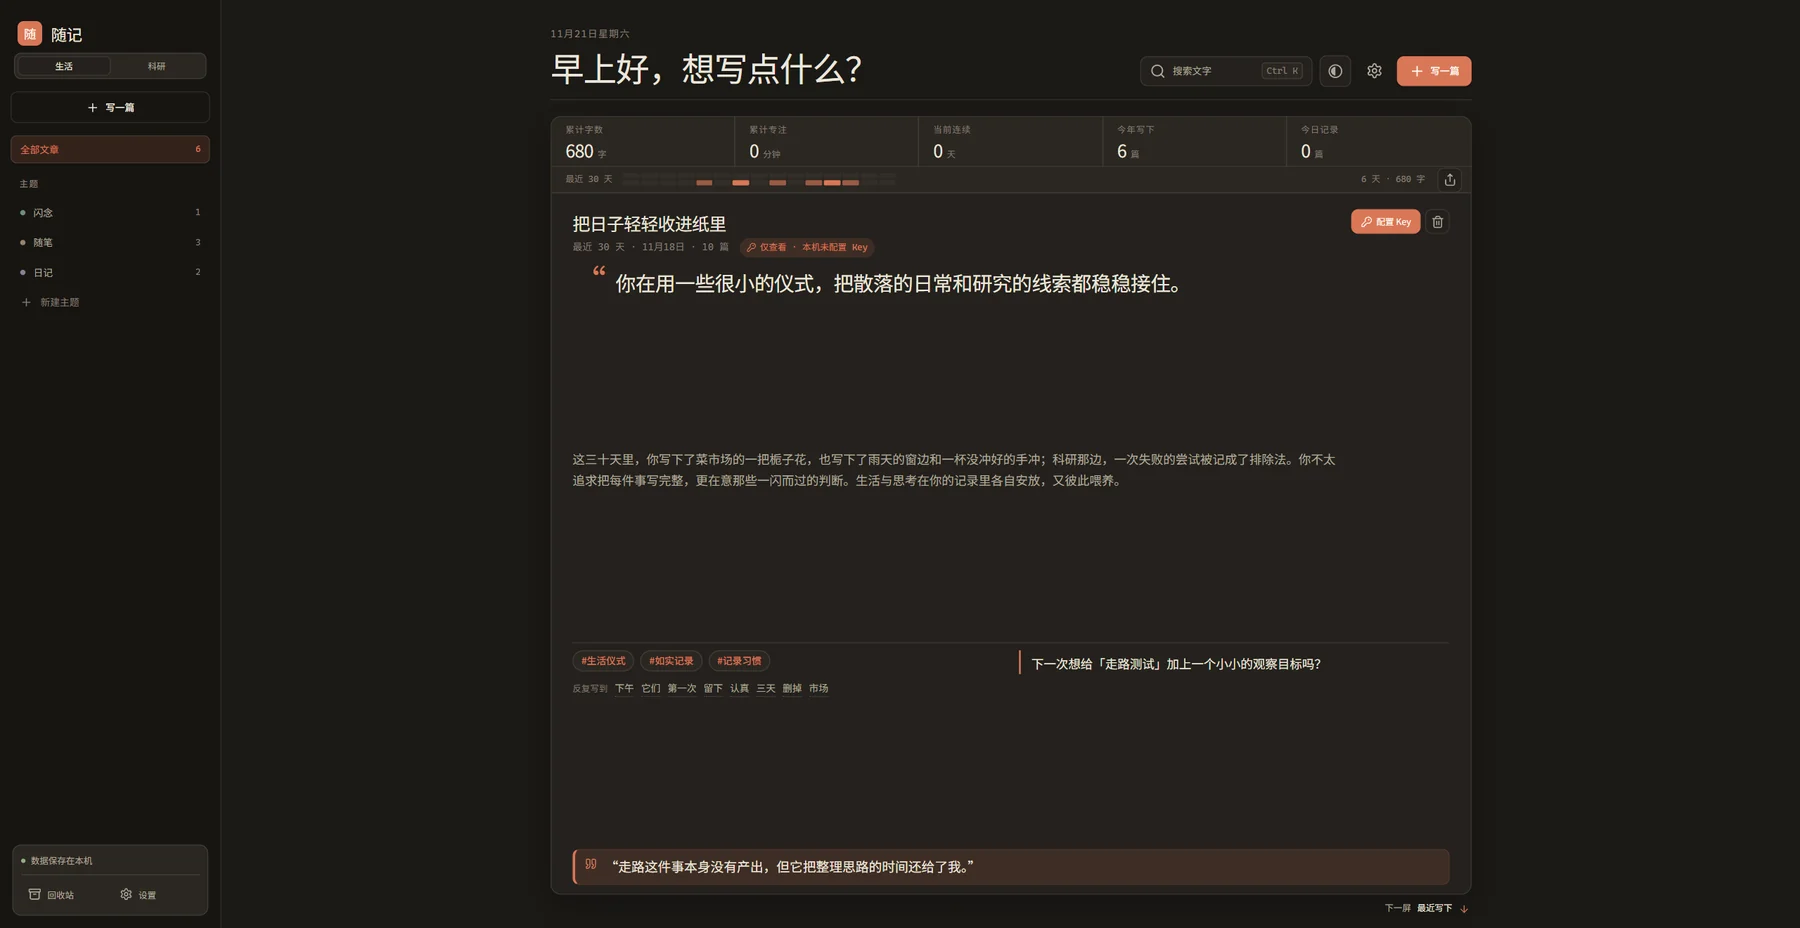 随 随记
生活 科研
写一篇
全部文章 6
主题
闪念 1
随笔 3
日记 2
新建主题
数据保存在本机
回收站 设置
11月21日星期六
早上好，想写点什么？
搜索文字 Ctrl K
写一篇
累计字数 累计专注 当前连续 今年写下 今日记录
680 字 0 分钟 0 天 6 篇 0 篇
最近 30 天 6 天 · 680 字
把日子轻轻收进纸里
配置 Key
最近 30 天 · 11月18日 · 10 篇 仅查看 · 本机未配置 Key
“ 你在用一些很小的仪式，把散落的日常和研究的线索都稳稳接住。
这三十天里，你写下了菜市场的一把栀子花，也写下了雨天的窗边和一杯没冲好的手冲；科研那边，一次失败的尝试被记成了排除法。你不太
追求把每件事写完整，更在意那些一闪而过的判断。生活与思考在你的记录里各自安放，又彼此喂养。
#生活仪式 #如实记录 #记录习惯
反复写到 下午 它们 第一次 留下 认真 三天 删掉 市场
下一次想给「走路测试」加上一个小小的观察目标吗？
“走路这件事本身没有产出，但它把整理思路的时间还给了我。”
下一屏 最近写下